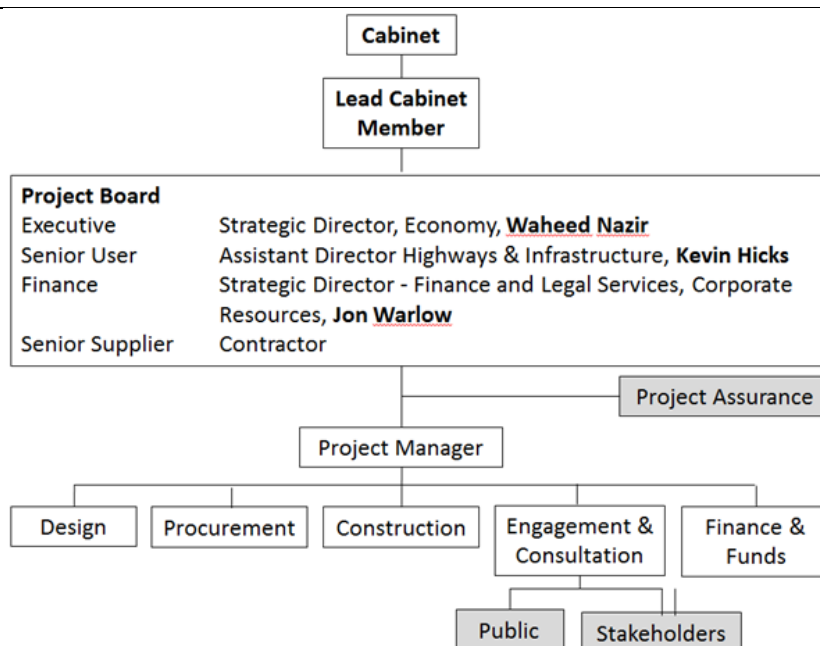 Cabinet
Lead Cabinet
Member
Project Board
Executive Strategic Director, Economy, Waheed Nazir
Senior User Assistant Director Highways & Infrastructure, Kevin Hicks
Finance Strategic Director - Finance and Legal Services, Corporate
Resources, Jon Warlow
Senior Supplier Contractor
Project Assurance
Project Manager
Design
Procurement
Construction
Engagement &
Consultation
Finance &
Funds
Public
Stakeholders